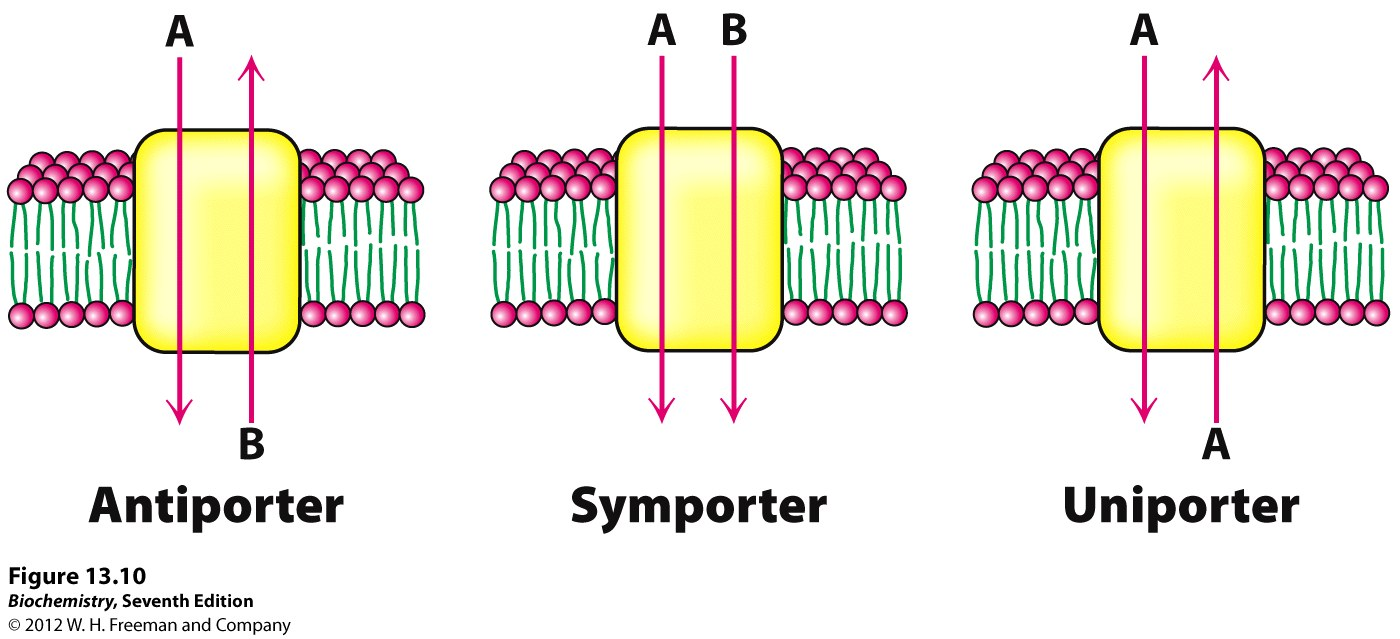 A A B A
B A
Antiporter Symporter Uniporter
Figure 13.10
Biochemistry, Seventh Edition
© 2012 W. H. Freeman and Company